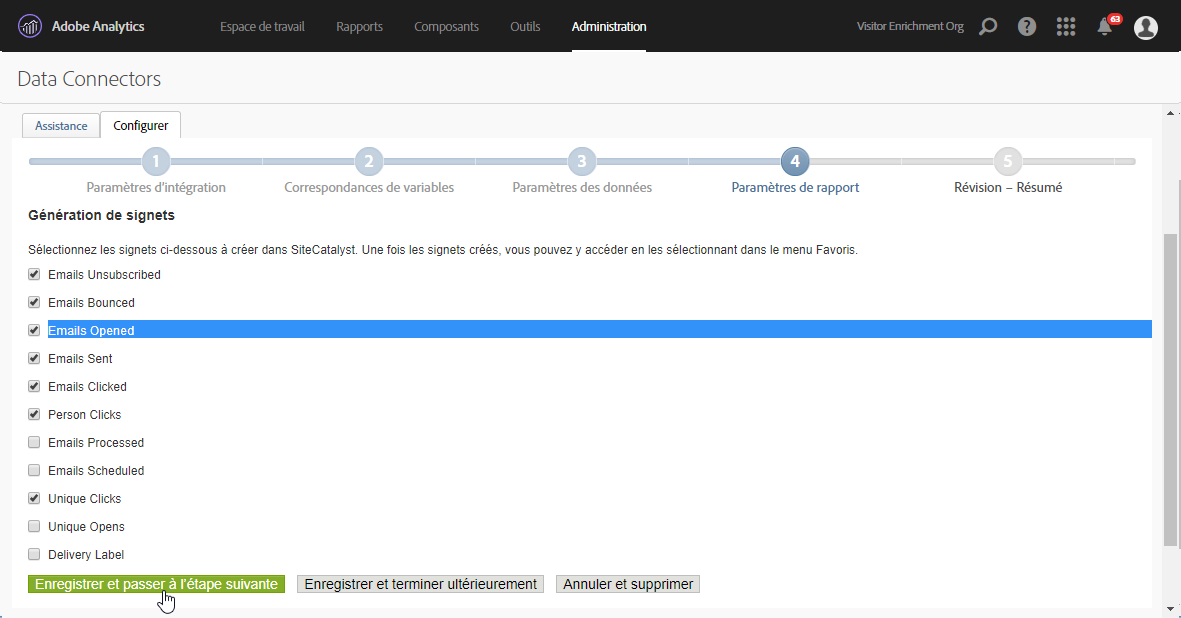 Adobe Analytics Espace de travail Rapports Composants Outils Administration Visitor Enrichment Org ? 63
Data Connectors
Assistance Configurer
1 2 3 4 5
Paramètres d'intégration Correspondances de variables Paramètres des données Paramètres de rapport Révision – Résumé
Génération de signets
Sélectionnez les signets ci-dessous à créer dans SiteCatalyst. Une fois les signets créés, vous pouvez y accéder en les sélectionnant dans le menu Favoris.
Emails Unsubscribed
Emails Bounced
Emails Opened
Emails Sent
Emails Clicked
Person Clicks
Emails Processed
Emails Scheduled
Unique Clicks
Unique Opens
Delivery Label
Enregistrer et passer à l'étape suivante Enregistrer et terminer ultérieurement Annuler et supprimer